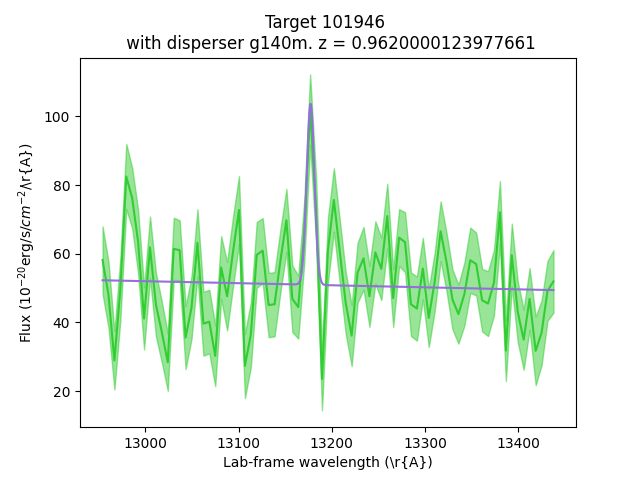 Target 101946
with disperser g140m. z = 0.9620000123977661
Flux (10^{-20}erg/s/cm^{-2}/\r{A})
100
80
60
40
20
13000
13100
13200
13300
13400
Lab-frame wavelength (\r{A})